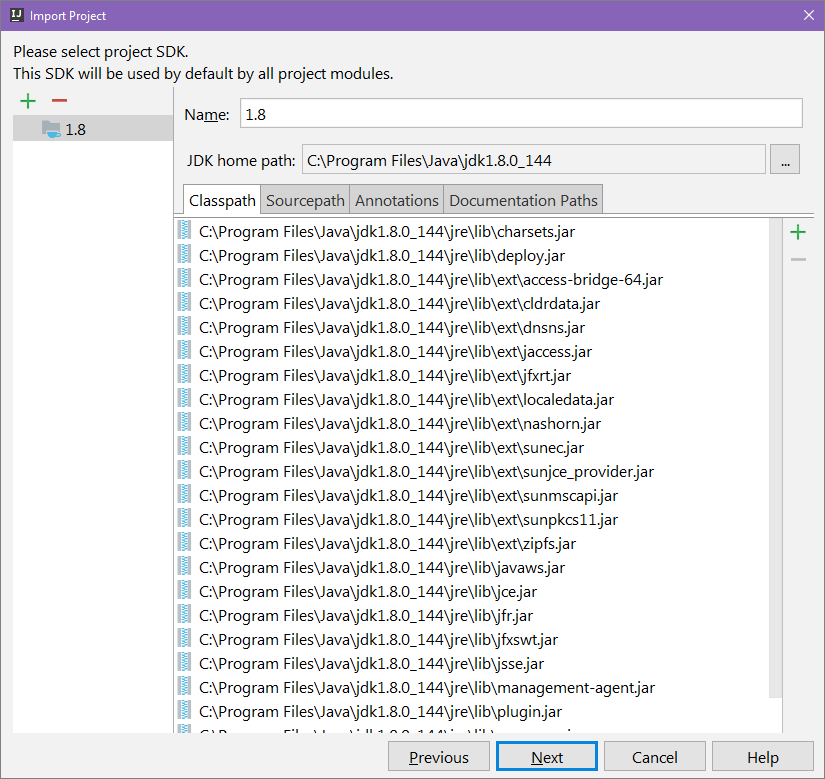 IJ Import Project
Please select project SDK.
This SDK will be used by default by all project modules.
1.8
Name: 1.8
JDK home path: C:\Program Files\Java\jdk1.8.0_144 ...
Classpath Sourcepath Annotations Documentation Paths
C:\Program Files\Java\jdk1.8.0_144\jre\lib\charsets.jar
C:\Program Files\Java\jdk1.8.0_144\jre\lib\deploy.jar
C:\Program Files\Java\jdk1.8.0_144\jre\lib\ext\access-bridge-64.jar
C:\Program Files\Java\jdk1.8.0_144\jre\lib\ext\cldrdata.jar
C:\Program Files\Java\jdk1.8.0_144\jre\lib\ext\dnsns.jar
C:\Program Files\Java\jdk1.8.0_144\jre\lib\ext\jaccess.jar
C:\Program Files\Java\jdk1.8.0_144\jre\lib\ext\jfxrt.jar
C:\Program Files\Java\jdk1.8.0_144\jre\lib\ext\localedata.jar
C:\Program Files\Java\jdk1.8.0_144\jre\lib\ext\nashorn.jar
C:\Program Files\Java\jdk1.8.0_144\jre\lib\ext\sunec.jar
C:\Program Files\Java\jdk1.8.0_144\jre\lib\ext\sunjce_provider.jar
C:\Program Files\Java\jdk1.8.0_144\jre\lib\ext\sunmscapi.jar
C:\Program Files\Java\jdk1.8.0_144\jre\lib\ext\sunpkcs11.jar
C:\Program Files\Java\jdk1.8.0_144\jre\lib\ext\zipfs.jar
C:\Program Files\Java\jdk1.8.0_144\jre\lib\javaws.jar
C:\Program Files\Java\jdk1.8.0_144\jre\lib\jce.jar
C:\Program Files\Java\jdk1.8.0_144\jre\lib\jfr.jar
C:\Program Files\Java\jdk1.8.0_144\jre\lib\jfxswt.jar
C:\Program Files\Java\jdk1.8.0_144\jre\lib\jsse.jar
C:\Program Files\Java\jdk1.8.0_144\jre\lib\management-agent.jar
C:\Program Files\Java\jdk1.8.0_144\jre\lib\plugin.jar
Previous Next Cancel Help